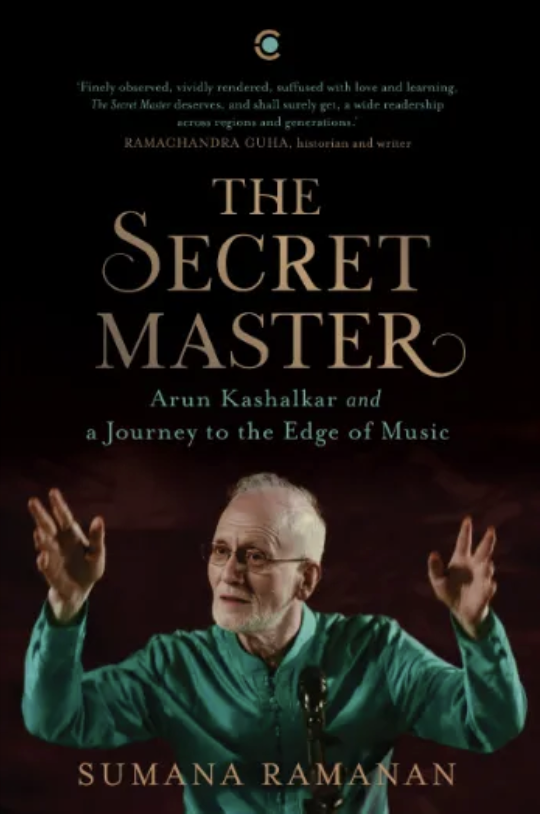 'Finely observed, vividly rendered, suffused with love and learning.
The Secret Master deserves, and shall surely get, a wide readership
across regions and generations.'
RAMACHANDRA GUHA, historian and writer
THE
SECRET
MASTER
Arun Kashalkar and
a Journey to the Edge of Music
SUMANA RAMANAN